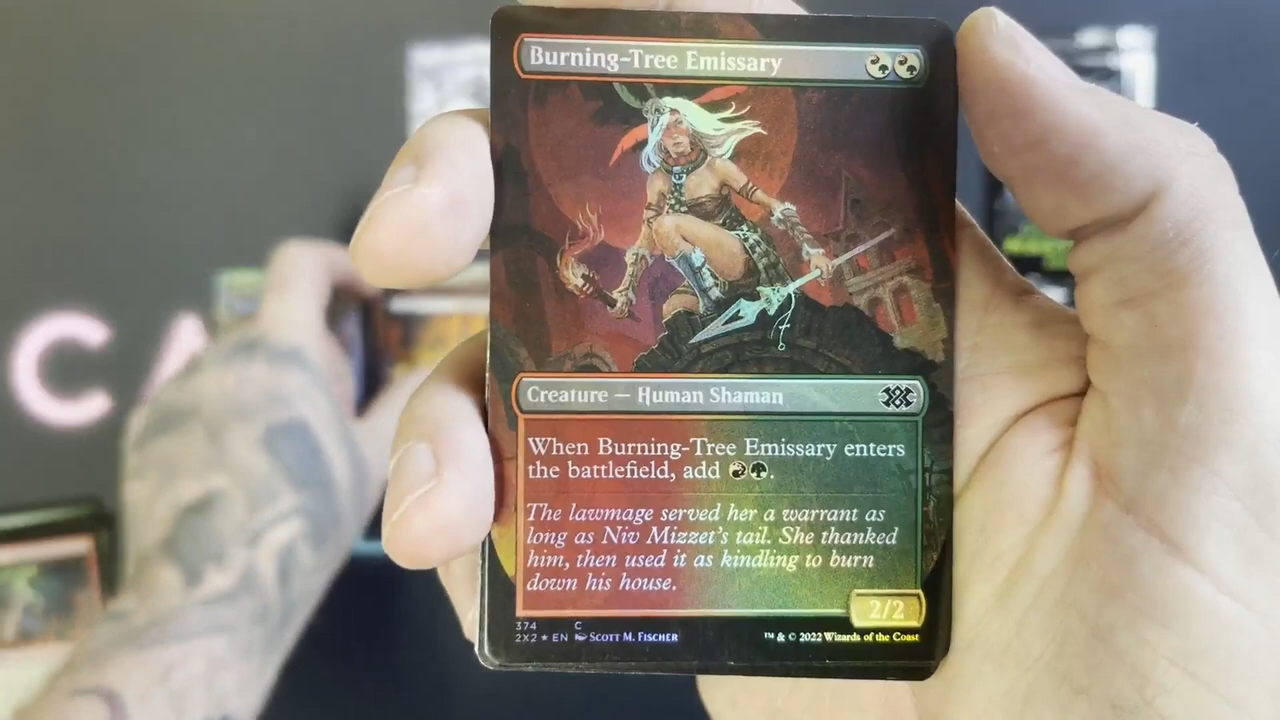 CA
Burning-Tree Emissary
Creature — Human Shaman
When Burning-Tree Emissary enters
the battlefield, add .
The lawmage served her a warrant as
long as Niv Mizzet's tail. She thanked
him, then used it as kindling to burn
down his house.
2/2
374 C
2X2 ★ EN Scott M. Fischer
™ & © 2022 Wizards of the Coast